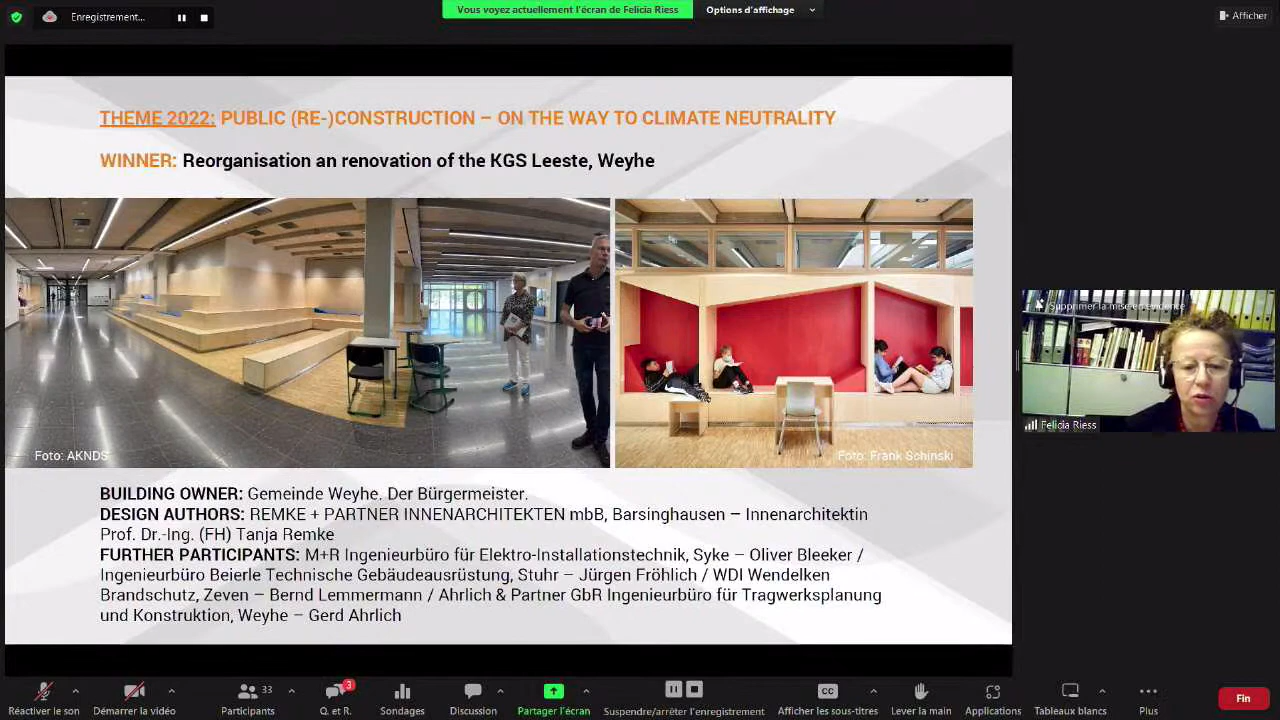 Enregistrement...
Vous voyez actuellement l'écran de Felicia Riess
Options d'affichage
Afficher
THEME 2022: PUBLIC (RE-)CONSTRUCTION – ON THE WAY TO CLIMATE NEUTRALITY
WINNER: Reorganisation an renovation of the KGS Leeste, Weyhe
Foto: AKNDS
Foto: Frank Schinski
Supprimer la mise en évidence
Felicia Riess
BUILDING OWNER: Gemeinde Weyhe. Der Bürgermeister.
DESIGN AUTHORS: REMKE + PARTNER INNENARCHITEKTEN mbB, Barsinghausen – Innenarchitektin
Prof. Dr.-Ing. (FH) Tanja Remke
FURTHER PARTICIPANTS: M+R Ingenieurbüro für Elektro-Installationstechnik, Syke – Oliver Bleeker /
Ingenieurbüro Beierle Technische Gebäudeausrüstung, Stuhr – Jürgen Fröhlich / WDI Wendelken
Brandschutz, Zeven – Bernd Lemmermann / Ahrlich & Partner GbR Ingenieurbüro für Tragwerksplanung
und Konstruktion, Weyhe – Gerd Ahrlich
33
3
CC
Réactiver le son
Démarrer la vidéo
Participants
Q. et R.
Sondages
Discussion
Partager l'écran
Suspendre/arrêter l'enregistrement
Afficher les sous-titres
Lever la main
Applications
Tableaux blancs
Plus
Fin